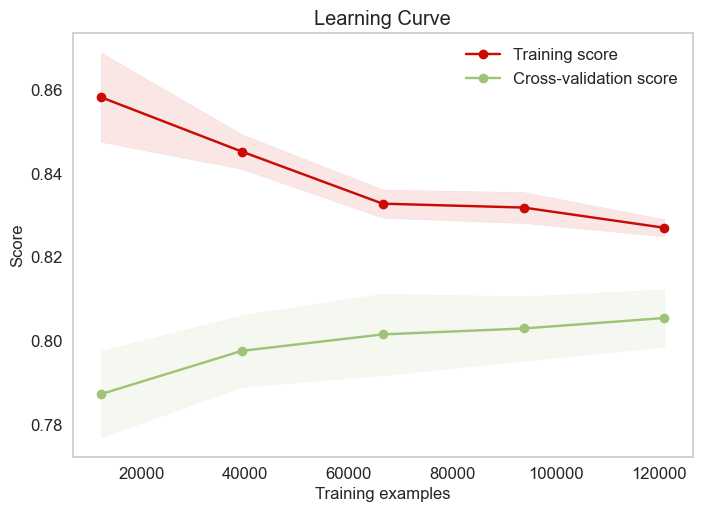 Learning Curve
Training score
Cross-validation score
0.86
0.84
0.82
0.80
0.78
Score
20000 40000 60000 80000 100000 120000
Training examples